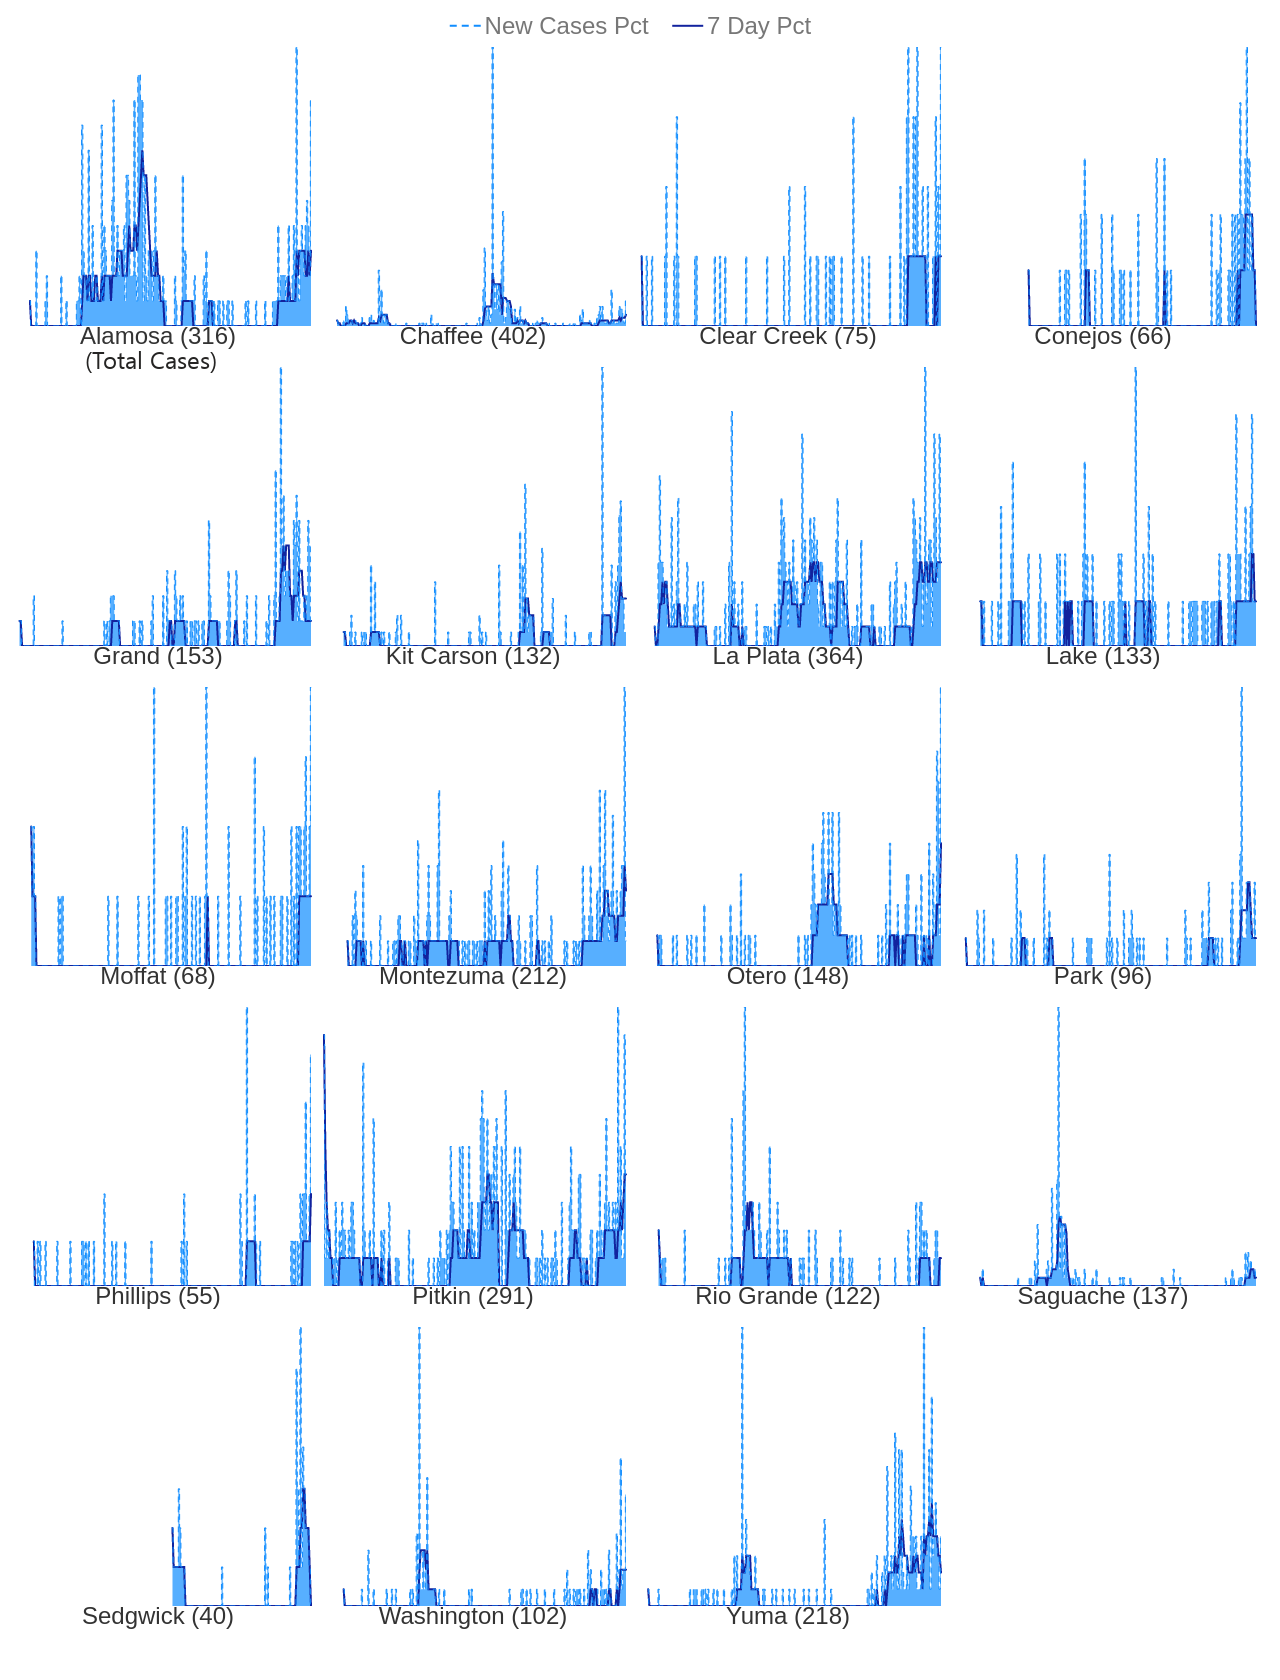 New Cases Pct 7 Day Pct
Alamosa (316) Chaffee (402) Clear Creek (75) Conejos (66)
(Total Cases)
Grand (153) Kit Carson (132) La Plata (364) Lake (133)
Moffat (68) Montezuma (212) Otero (148) Park (96)
Phillips (55) Pitkin (291) Rio Grande (122) Saguache (137)
Sedgwick (40) Washington (102) Yuma (218)